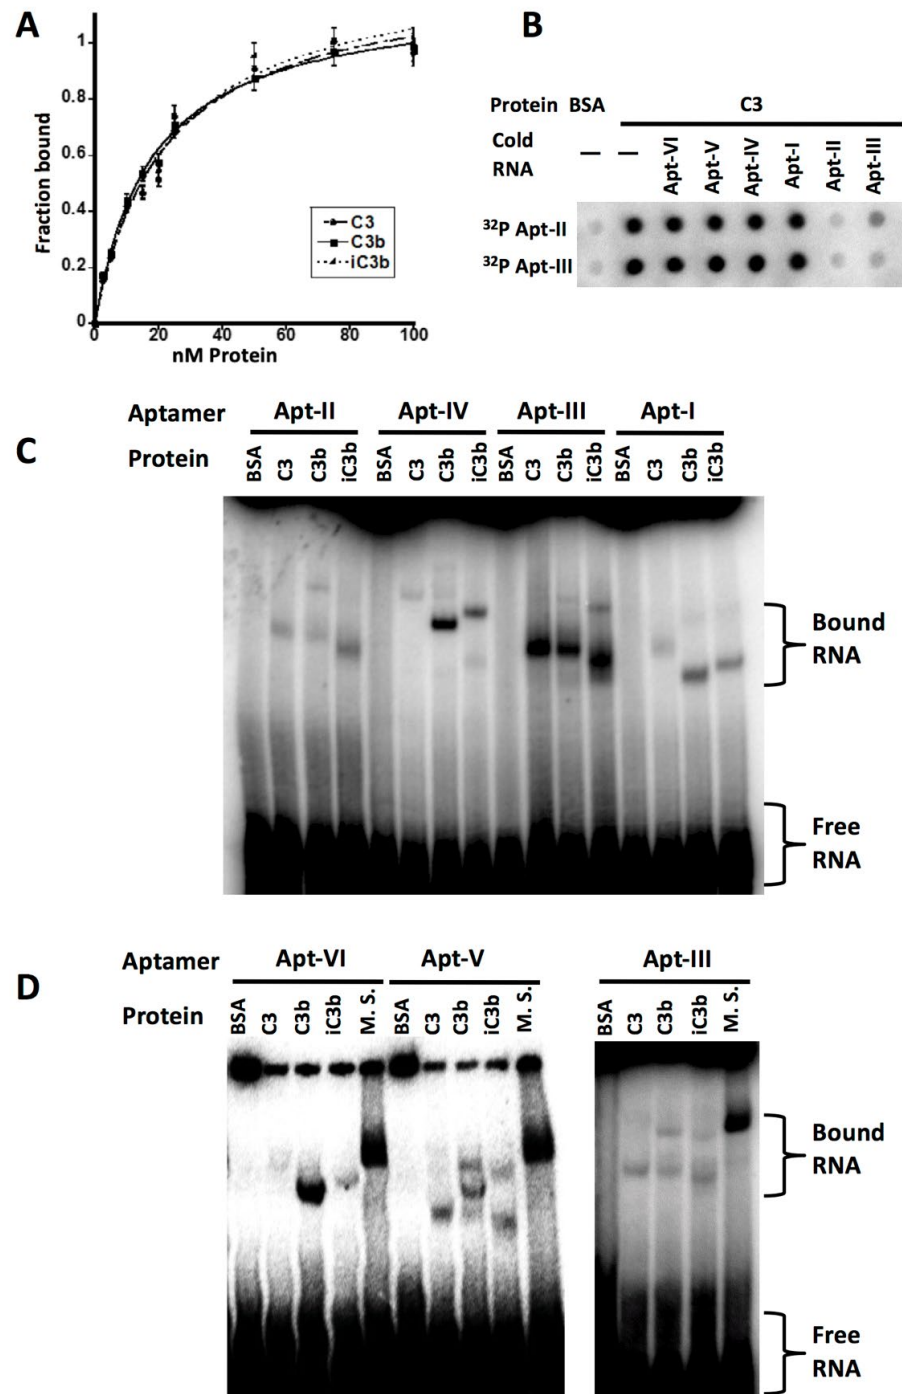 A
Fraction bound
1
0.8
0.6
0.4
0.2
0
0 20 40 60 80 100
nM Protein
C3
C3b
iC3b
B
Protein BSA C3
Cold RNA — — Apt-VI Apt-V Apt-IV Apt-I Apt-II Apt-III
³²P Apt-II
³²P Apt-III
C
Aptamer Apt-II Apt-IV Apt-III Apt-I
Protein BSA C3 C3b iC3b BSA C3 C3b iC3b BSA C3 C3b iC3b BSA C3 C3b iC3b
Bound
RNA
Free
RNA
D
Aptamer Apt-VI Apt-V Apt-III
Protein BSA C3 C3b iC3b M. S. BSA C3 C3b iC3b M. S. BSA C3 C3b iC3b M. S.
Bound
RNA
Free
RNA